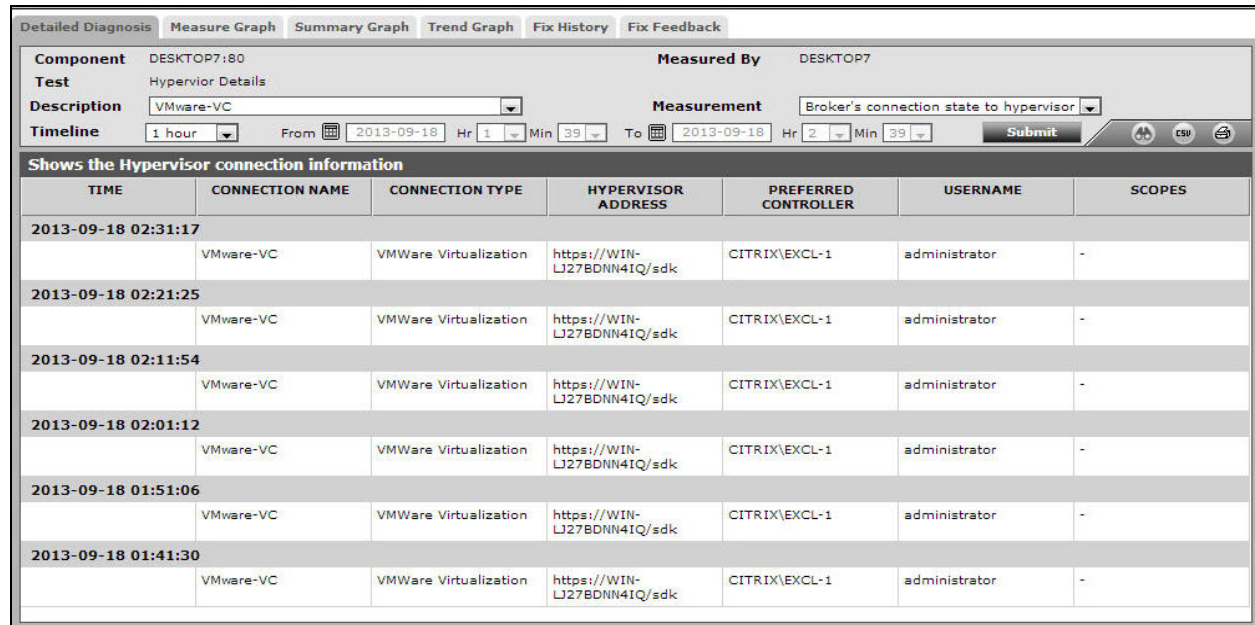 Detailed Diagnosis Measure Graph Summary Graph Trend Graph Fix History Fix Feedback
Component DESKTOP7:80 Measured By DESKTOP7
Test Hypervior Details
Description VMware-VC Measurement Broker's connection state to hypervisor
Timeline 1 hour From 2013-09-18 Hr 1 Min 39 To 2013-09-18 Hr 2 Min 39 Submit CSV
Shows the Hypervisor connection information
TIME CONNECTION NAME CONNECTION TYPE HYPERVISOR ADDRESS PREFERRED CONTROLLER USERNAME SCOPES
2013-09-18 02:31:17
VMware-VC VMWare Virtualization https://WIN-LJ27BDNN4IQ/sdk CITRIX\EXCL-1 administrator -
2013-09-18 02:21:25
VMware-VC VMWare Virtualization https://WIN-LJ27BDNN4IQ/sdk CITRIX\EXCL-1 administrator -
2013-09-18 02:11:54
VMware-VC VMWare Virtualization https://WIN-LJ27BDNN4IQ/sdk CITRIX\EXCL-1 administrator -
2013-09-18 02:01:12
VMware-VC VMWare Virtualization https://WIN-LJ27BDNN4IQ/sdk CITRIX\EXCL-1 administrator -
2013-09-18 01:51:06
VMware-VC VMWare Virtualization https://WIN-LJ27BDNN4IQ/sdk CITRIX\EXCL-1 administrator -
2013-09-18 01:41:30
VMware-VC VMWare Virtualization https://WIN-LJ27BDNN4IQ/sdk CITRIX\EXCL-1 administrator -